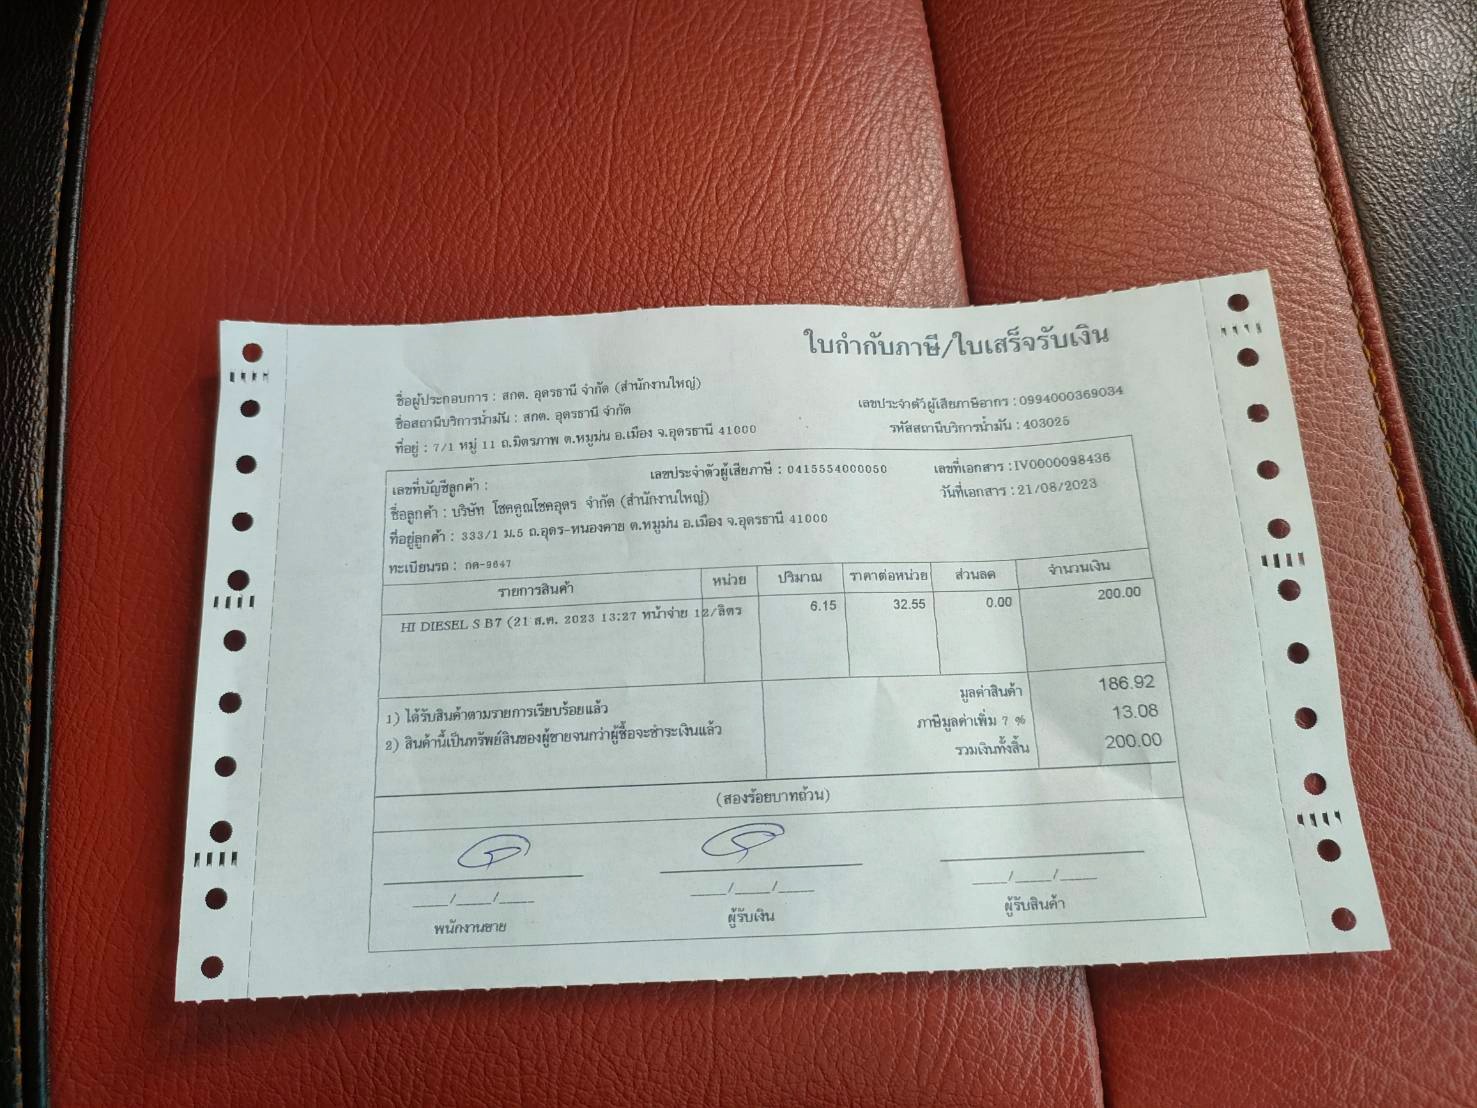 ใบกำกับภาษี/ใบเสร็จรับเงิน
ชื่อผู้ประกอบการ : สกต. อุดรธานี จำกัด (สำนักงานใหญ่)
เลขประจำตัวผู้เสียภาษีอากร : 0994000369034
ชื่อสถานีบริการน้ำมัน : สกต. อุดรธานี จำกัด
รหัสสถานีบริการน้ำมัน : 403025
ที่อยู่ : 7/1 หมู่ 11 ถ.มิตรภาพ ต.หมูม่น อ.เมือง จ.อุดรธานี 41000
เลขที่บัญชีลูกค้า :
เลขประจำตัวผู้เสียภาษี : 0415554000050
เลขที่เอกสาร : IV0000098436
ชื่อลูกค้า : บริษัท โชคคูณโชคอุดร จำกัด (สำนักงานใหญ่)
วันที่เอกสาร : 21/08/2023
ที่อยู่ลูกค้า : 333/1 ม.5 ถ.อุดร-หนองคาย ต.หมูม่น อ.เมือง จ.อุดรธานี 41000
ทะเบียนรถ : กค-9647
รายการสินค้า หน่วย ปริมาณ ราคาต่อหน่วย ส่วนลด จำนวนเงิน
HI DIESEL S B7 (21 ส.ค. 2023 13:27 หน้าจ่าย 12/ลิตร 6.15 32.55 0.00 200.00
1) ได้รับสินค้าตามรายการเรียบร้อยแล้ว
2) สินค้านี้เป็นทรัพย์สินของผู้ขายจนกว่าผู้ซื้อจะชำระเงินแล้ว
มูลค่าสินค้า 186.92
ภาษีมูลค่าเพิ่ม 7 % 13.08
รวมเงินทั้งสิ้น 200.00
(สองร้อยบาทถ้วน)
___/___/___ ___/___/___ ___/___/___
พนักงานขาย ผู้รับเงิน ผู้รับสินค้า